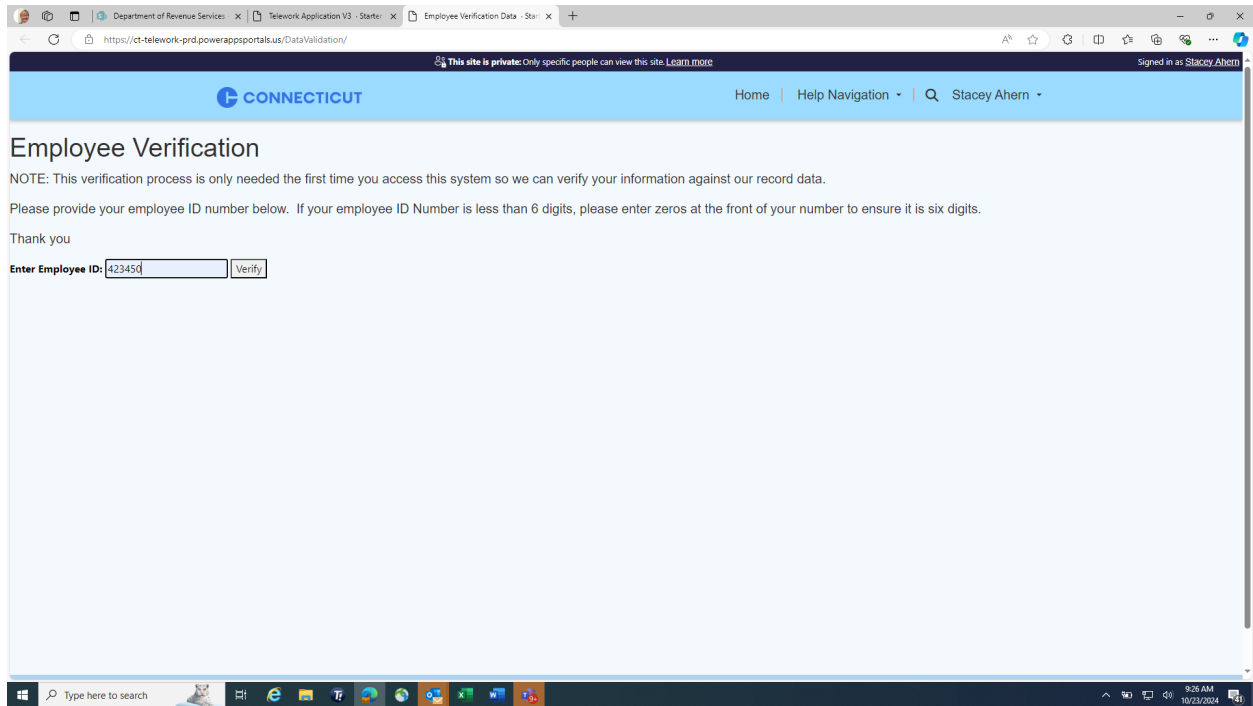 Department of Revenue Services
Telework Application V3 · Starter
Employee Verification Data · Star
https://ct-telework-prd.powerappsportals.us/DataValidation/
This site is private: Only specific people can view this site. Learn more
Signed in as Stacey Ahern
CONNECTICUT
Home
Help Navigation
Stacey Ahern
Employee Verification
NOTE: This verification process is only needed the first time you access this system so we can verify your information against our record data.
Please provide your employee ID number below. If your employee ID Number is less than 6 digits, please enter zeros at the front of your number to ensure it is six digits.
Thank you
Enter Employee ID: 423450 Verify
Type here to search
9:26 AM
10/23/2024